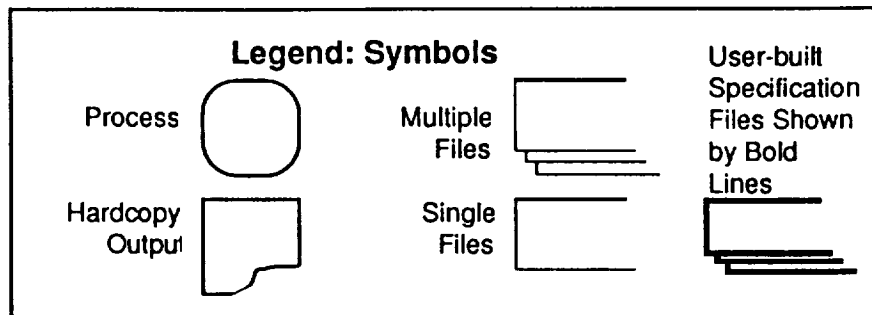 Legend: Symbols
Process
Hardcopy
Output
Multiple
Files
Single
Files
User-built
Specification
Files Shown
by Bold
Lines